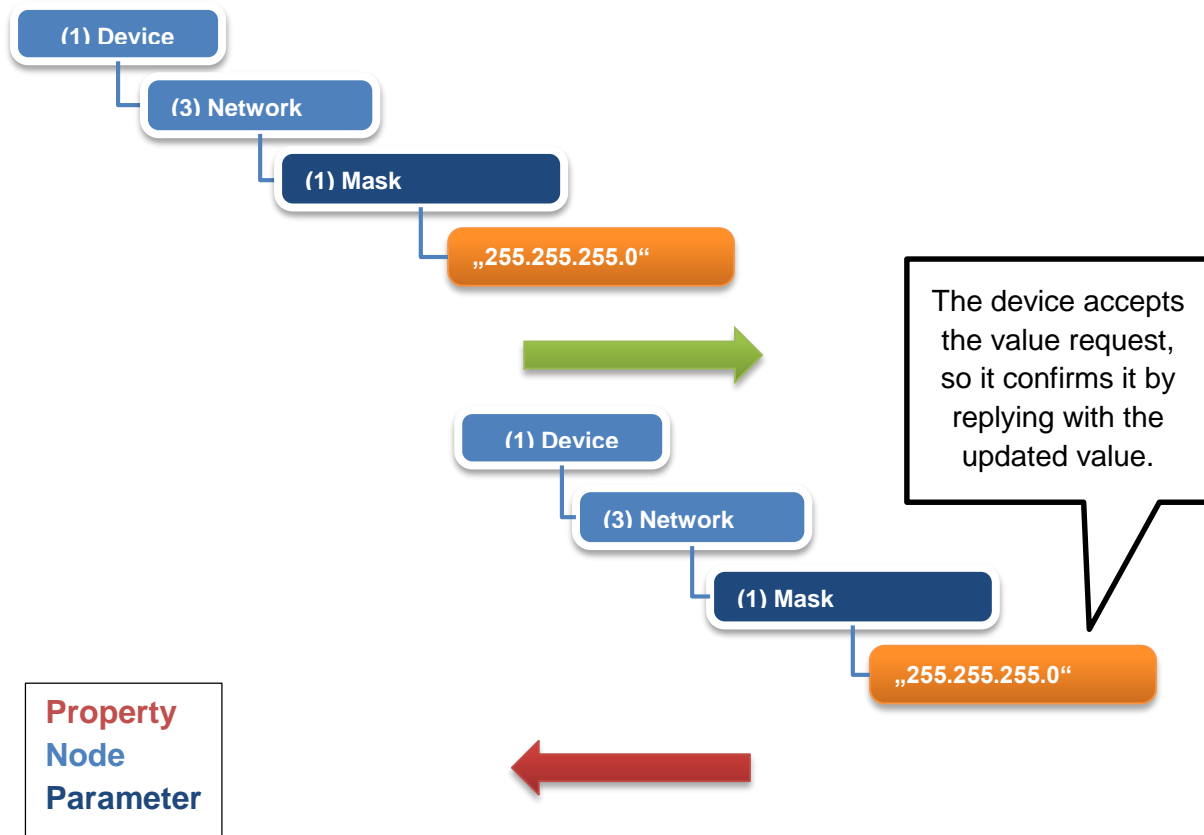 (1) Device
(3) Network
(1) Mask
„255.255.255.0“
The device accepts
the value request,
so it confirms it by
replying with the
updated value.
(1) Device
(3) Network
(1) Mask
„255.255.255.0“
Property
Node
Parameter